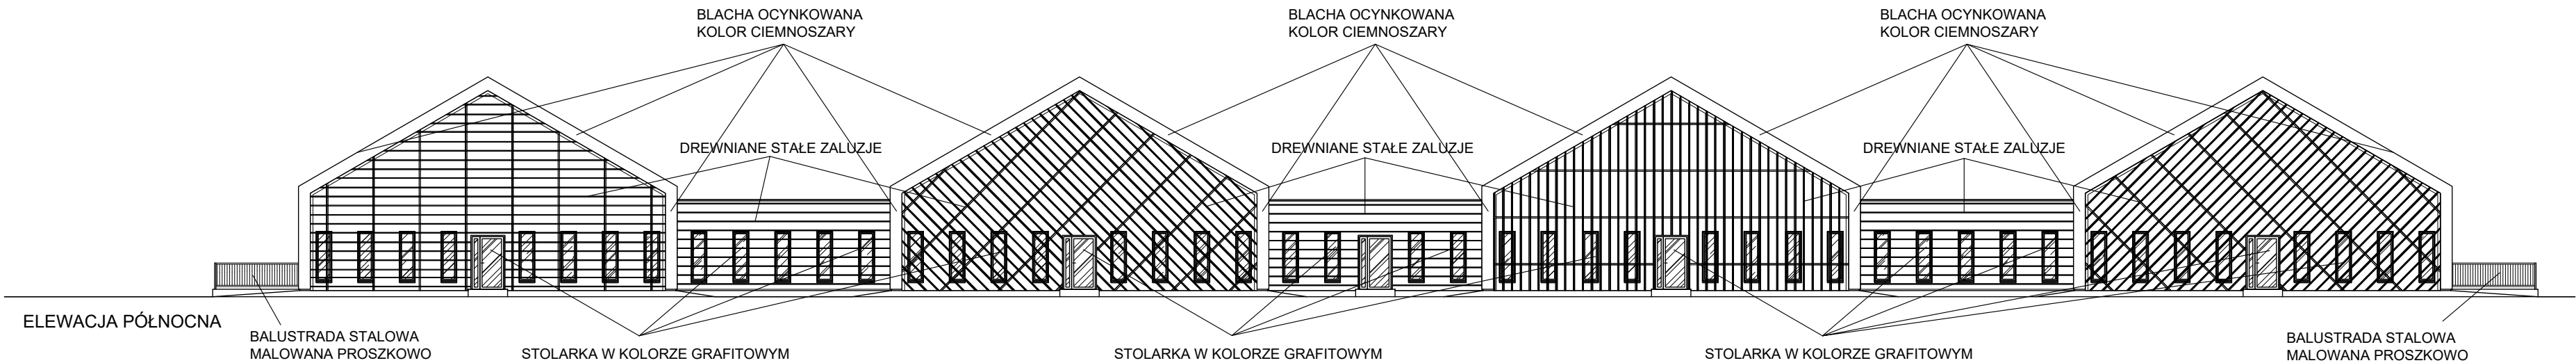 BLACHA OCYNKOWANA
KOLOR CIEMNOSZARY
BLACHA OCYNKOWANA
KOLOR CIEMNOSZARY
BLACHA OCYNKOWANA
KOLOR CIEMNOSZARY
DREWNIANE STAŁE ZALUZJE
DREWNIANE STAŁE ZALUZJE
DREWNIANE STAŁE ZALUZJE
ELEWACJA PÓŁNOCNA
BALUSTRADA STALOWA
MALOWANA PROSZKOWO
STOLARKA W KOLORZE GRAFITOWYM
STOLARKA W KOLORZE GRAFITOWYM
STOLARKA W KOLORZE GRAFITOWYM
BALUSTRADA STALOWA
MALOWANA PROSZKOWO